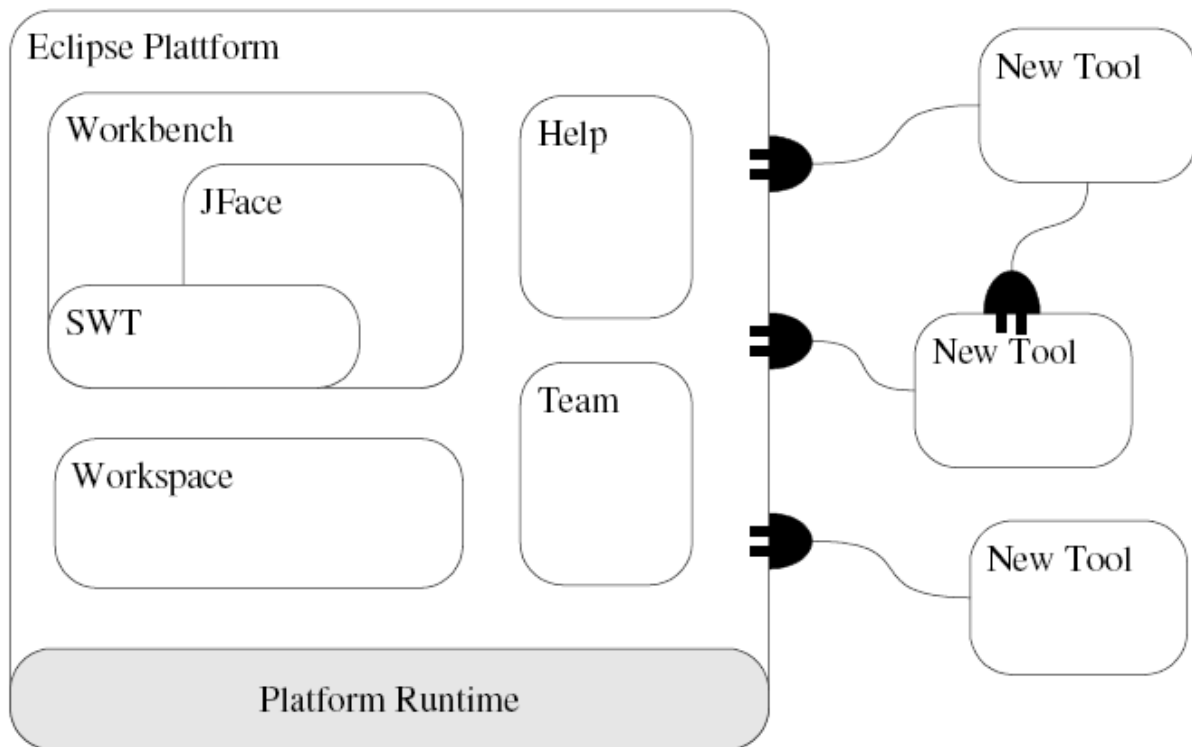 Eclipse Plattform
Workbench
JFace
SWT
Workspace
Help
Team
Platform Runtime
New Tool
New Tool
New Tool